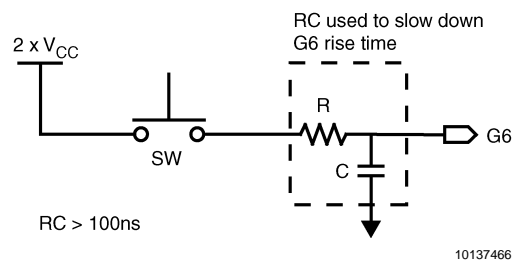 RC used to slow down
G6 rise time
2 x VCC
R
G6
SW
C
RC > 100ns
10137466